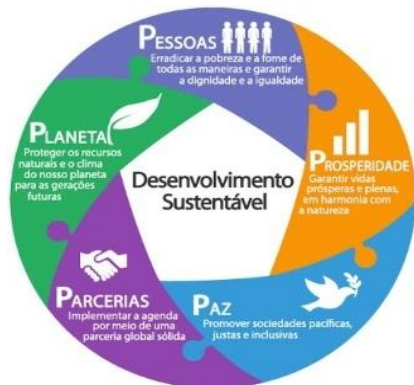 PESSOAS
Erradicar a pobreza e a fome de
todas as maneiras e garantir
a dignidade e a igualdade
PROSPERIDADE
Garantir vidas
prósperas e plenas,
em harmonia com
a natureza
PAZ
Promover sociedades pacíficas,
justas e inclusivas
PARCERIAS
Implementar a agenda
por meio de uma
parceria global sólida
PLANETA
Proteger os recursos
naturais e o clima
do nosso planeta
para as gerações
futuras
Desenvolvimento
Sustentável